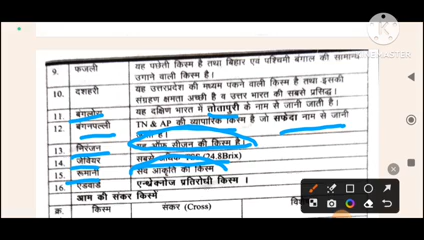 9. फजली यह पछेती किस्म है तथा बिहार एवं पश्चिमी बंगाल की सामान्य
उगाने वाली किस्म है।
10. दशहरी यह उत्तरप्रदेश की मध्यम पकने वाली किस्म है तथा इसकी
संग्रहण क्षमता अच्छी है व उत्तर भारत की सबसे प्रसिद्ध।
11. बंगलोरा यह दक्षिण भारत में तोतापुरी के नाम से जानी जाती है।
12. बंगनपल्ली TN & AP की व्यापारिक किस्म है जो सफेदा नाम से जानी
जाती है।
13. निरंजन यह ऑफ सीजन की किस्म है।
14. जेवियर सबसे अधिक TSS (24.8Brix)
15. रूमानी सेव आकृति की किस्म
16. एडवर्ड एन्थ्रेक्नोज प्रतिरोधी किस्म ।
आम की संकर किस्में
क्र. किस्म संकर (Cross)